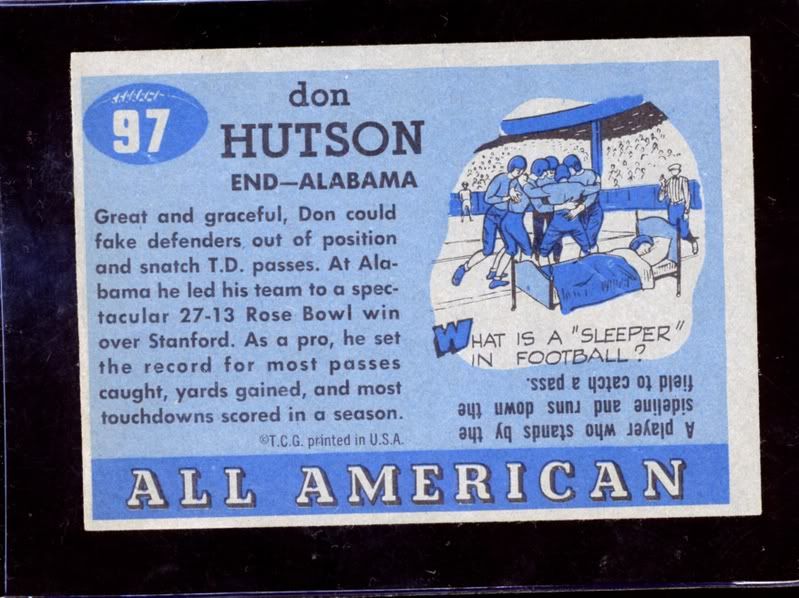 97
don
HUTSON
END—ALABAMA
Great and graceful, Don could
fake defenders out of position
and snatch T.D. passes. At Ala-
bama he led his team to a spec-
tacular 27-13 Rose Bowl win
over Stanford. As a pro, he set
the record for most passes
caught, yards gained, and most
touchdowns scored in a season.
©T.C.G. printed in U.S.A.
WHAT IS A "SLEEPER"
IN FOOTBALL?
A player who stands by the
sideline and runs down the
field to catch a pass.
ALL AMERICAN